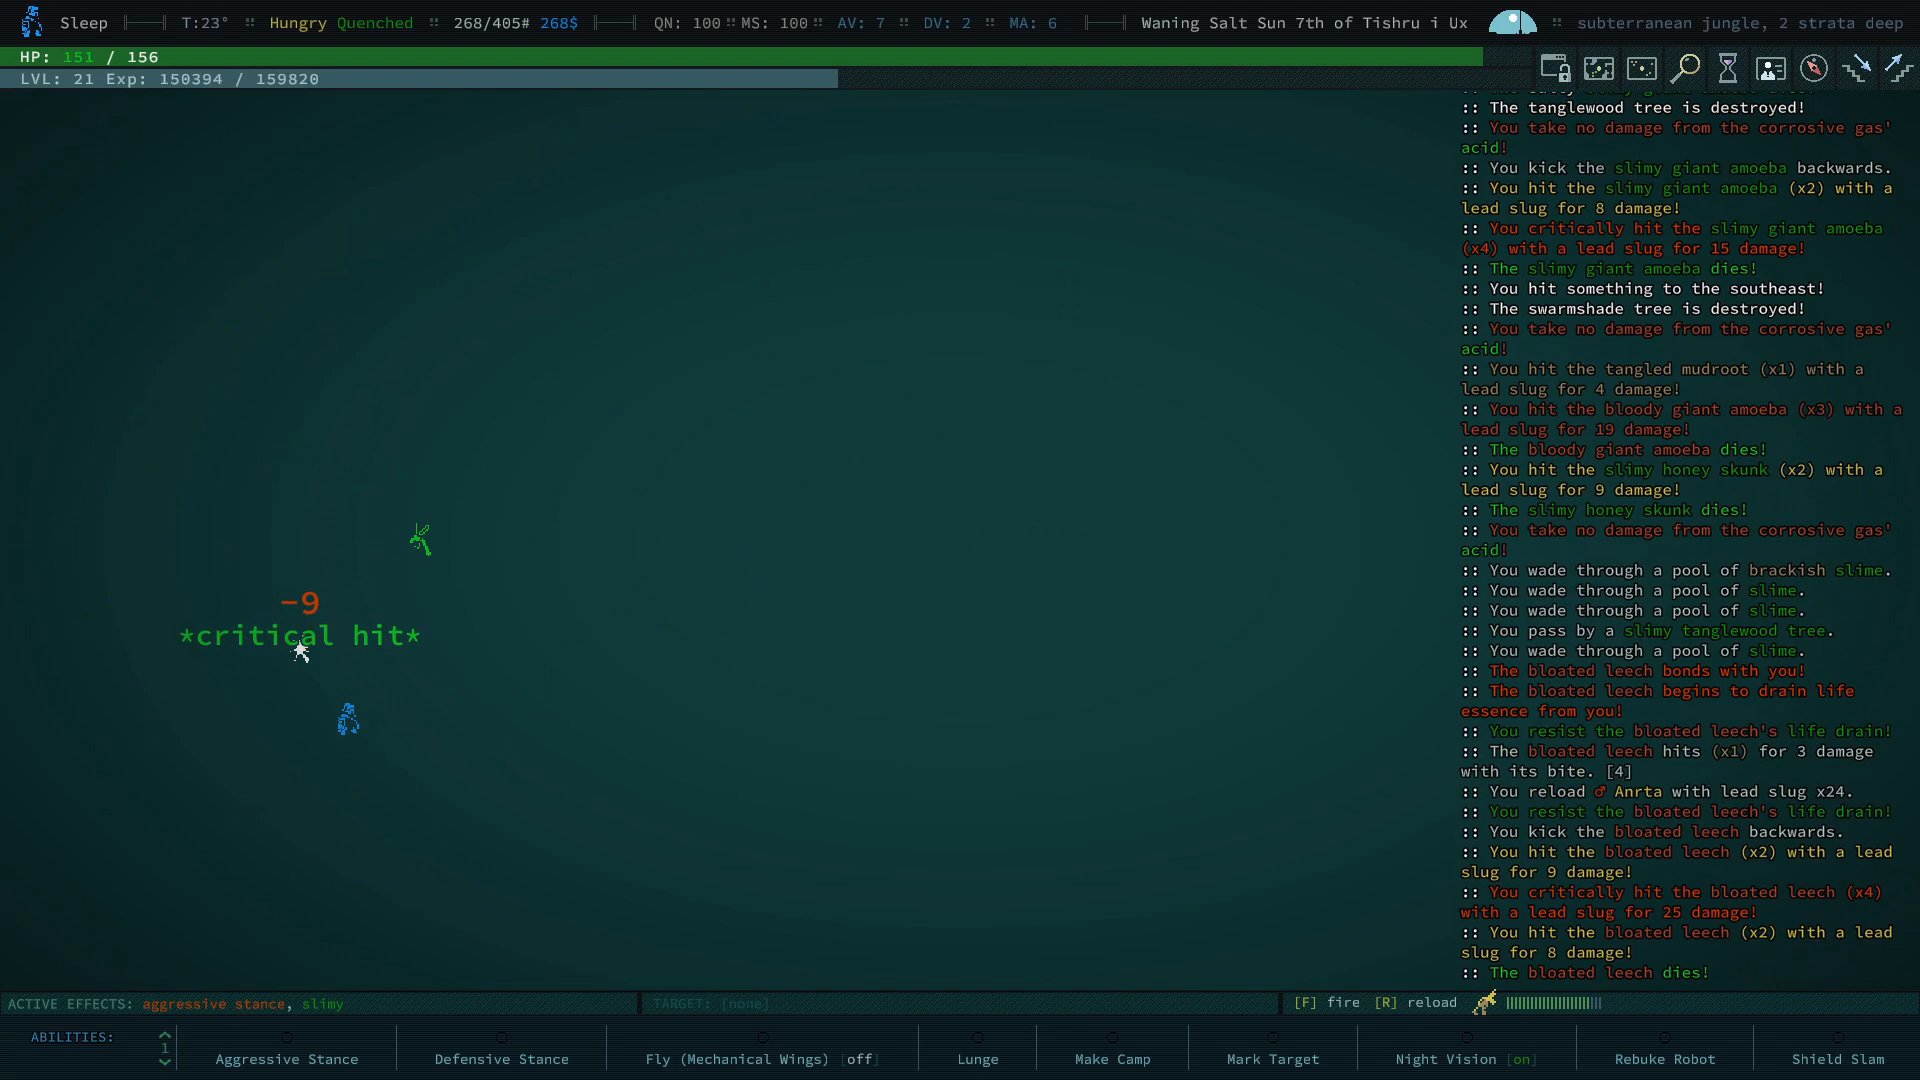 Sleep T:23° :: Hungry Quenched :: 268/405# 268$ QN: 100 :: MS: 100 :: AV: 7 :: DV: 2 :: MA: 6 Waning Salt Sun 7th of Tishru i Ux :: subterranean jungle, 2 strata deep
HP: 151 / 156
LVL: 21 Exp: 150394 / 159820
:: The tanglewood tree is destroyed!
:: You take no damage from the corrosive gas'
acid!
:: You kick the slimy giant amoeba backwards.
:: You hit the slimy giant amoeba (x2) with a
lead slug for 8 damage!
:: You critically hit the slimy giant amoeba
(x4) with a lead slug for 15 damage!
:: The slimy giant amoeba dies!
:: You hit something to the southeast!
:: The swarmshade tree is destroyed!
:: You take no damage from the corrosive gas'
acid!
:: You hit the tangled mudroot (x1) with a
lead slug for 4 damage!
:: You hit the bloody giant amoeba (x3) with a
lead slug for 19 damage!
:: The bloody giant amoeba dies!
:: You hit the slimy honey skunk (x2) with a
lead slug for 9 damage!
:: The slimy honey skunk dies!
:: You take no damage from the corrosive gas'
acid!
:: You wade through a pool of brackish slime.
:: You wade through a pool of slime.
:: You wade through a pool of slime.
:: You pass by a slimy tanglewood tree.
:: You wade through a pool of slime.
:: The bloated leech bonds with you!
:: The bloated leech begins to drain life
essence from you!
:: You resist the bloated leech's life drain!
:: The bloated leech hits (x1) for 3 damage
with its bite. [4]
:: You reload ♂ Anrta with lead slug x24.
:: You resist the bloated leech's life drain!
:: You kick the bloated leech backwards.
:: You hit the bloated leech (x2) with a lead
slug for 9 damage!
:: You critically hit the bloated leech (x4)
with a lead slug for 25 damage!
:: You hit the bloated leech (x2) with a lead
slug for 8 damage!
:: The bloated leech dies!
-9
*critical hit*
ACTIVE EFFECTS: aggressive stance, slimy TARGET: [none] [F] fire [R] reload
ABILITIES: 1 Aggressive Stance Defensive Stance Fly (Mechanical Wings) [off] Lunge Make Camp Mark Target Night Vision [on] Rebuke Robot Shield Slam